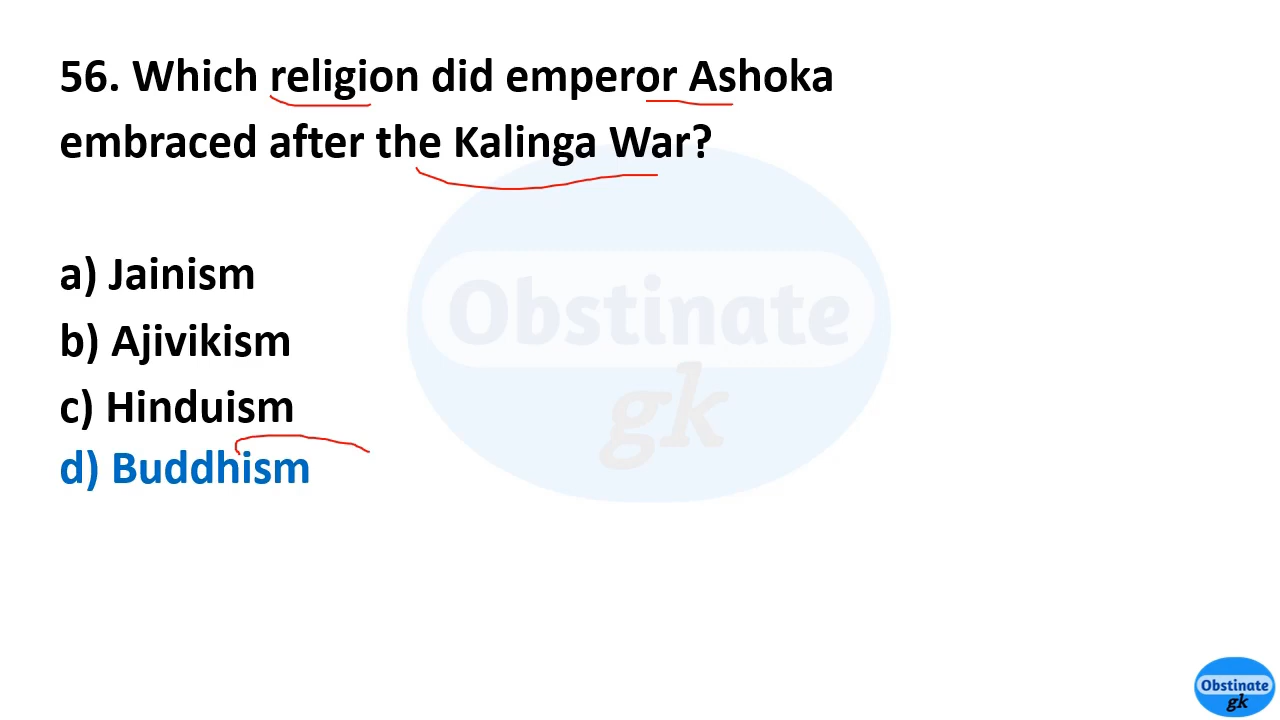 56. Which religion did emperor Ashoka
embraced after the Kalinga War?
a) Jainism
b) Ajivikism
c) Hinduism
d) Buddhism
Obstinate
gk
Obstinate
gk